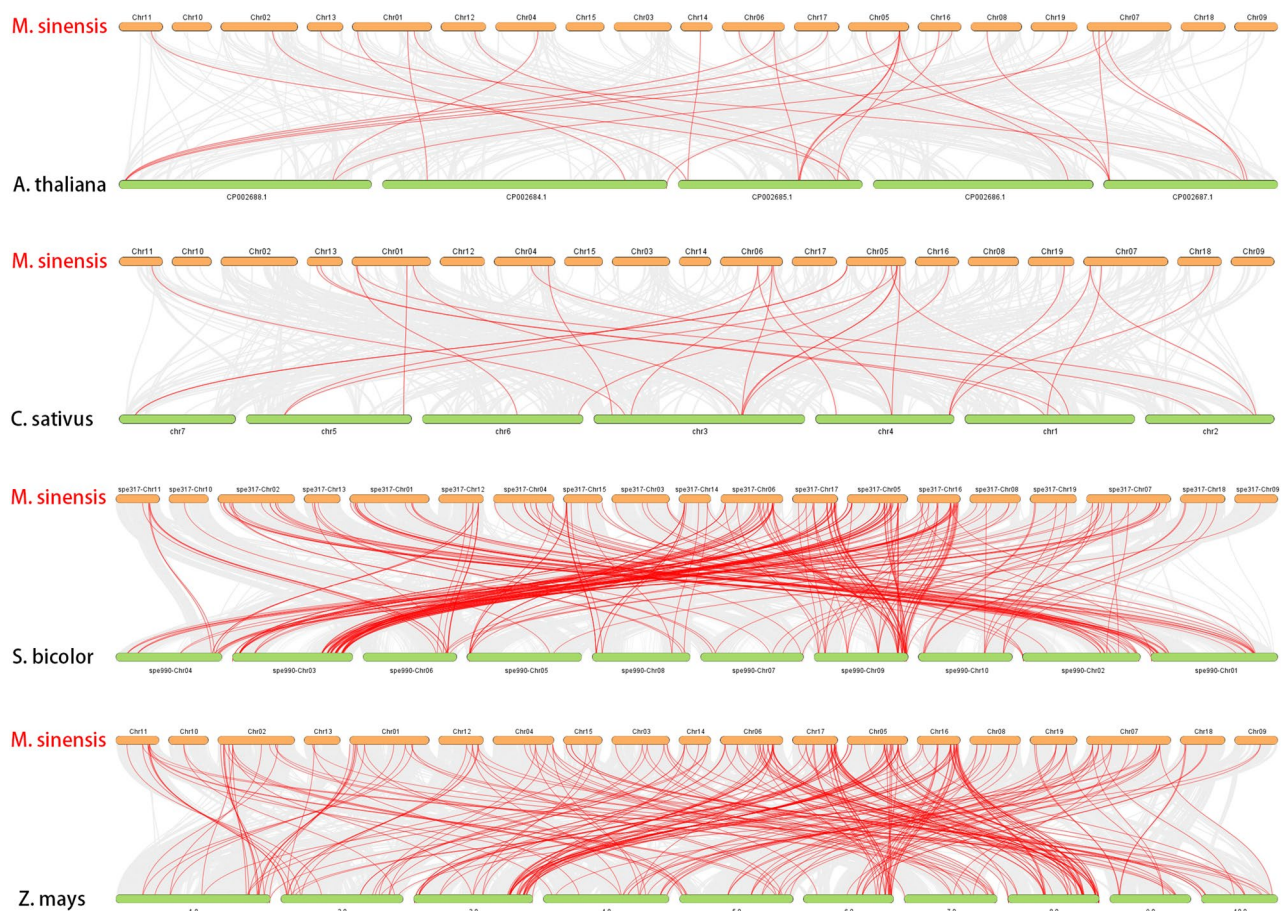 Chr11 Chr10 Chr02 Chr13 Chr01 Chr12 Chr04 Chr15 Chr03 Chr14 Chr06 Chr17 Chr05 Chr16 Chr08 Chr19 Chr07 Chr18 Chr09
M. sinensis
A. thaliana
CP002688.1 CP002684.1 CP002685.1 CP002686.1 CP002687.1
Chr11 Chr10 Chr02 Chr13 Chr01 Chr12 Chr04 Chr15 Chr03 Chr14 Chr06 Chr17 Chr05 Chr16 Chr08 Chr19 Chr07 Chr18 Chr09
M. sinensis
C. sativus
chr7 chr5 chr6 chr3 chr4 chr1 chr2
spe317-Chr11 spe317-Chr10 spe317-Chr02 spe317-Chr13 spe317-Chr01 spe317-Chr12 spe317-Chr04 spe317-Chr15 spe317-Chr03 spe317-Chr14 spe317-Chr06 spe317-Chr17 spe317-Chr05 spe317-Chr16 spe317-Chr08 spe317-Chr19 spe317-Chr07 spe317-Chr18 spe317-Chr09
M. sinensis
S. bicolor
spe990-Chr04 spe990-Chr03 spe990-Chr06 spe990-Chr05 spe990-Chr08 spe990-Chr07 spe990-Chr09 spe990-Chr10 spe990-Chr02 spe990-Chr01
Chr11 Chr10 Chr02 Chr13 Chr01 Chr12 Chr04 Chr15 Chr03 Chr14 Chr06 Chr17 Chr05 Chr16 Chr08 Chr19 Chr07 Chr18 Chr09
M. sinensis
Z. mays